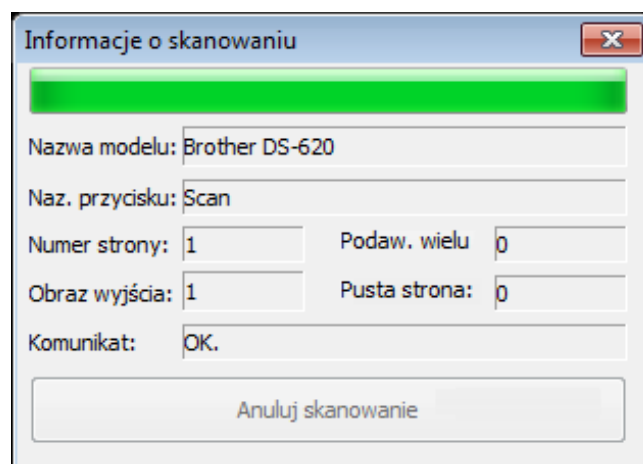 Informacje o skanowaniu
Nazwa modelu: Brother DS-620
Naz. przycisku: Scan
Numer strony: 1 Podaw. wielu 0
Obraz wyjścia: 1 Pusta strona: 0
Komunikat: OK.
Anuluj skanowanie